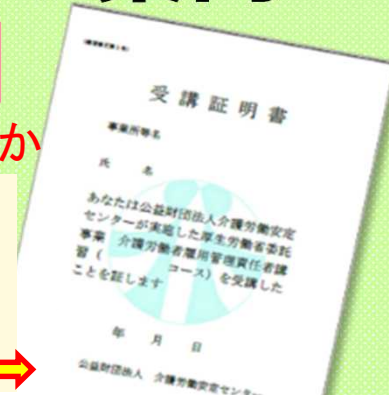 か
受講証明書
事業所等名
氏 名
あなたは公益財団法人介護労働安定
センターが実施した厚生労働省委託
事業 介護労働者雇用管理責任者講
習( コース)を受講した
ことを証します
年 月 日
公益財団法人 介護労働安定センター